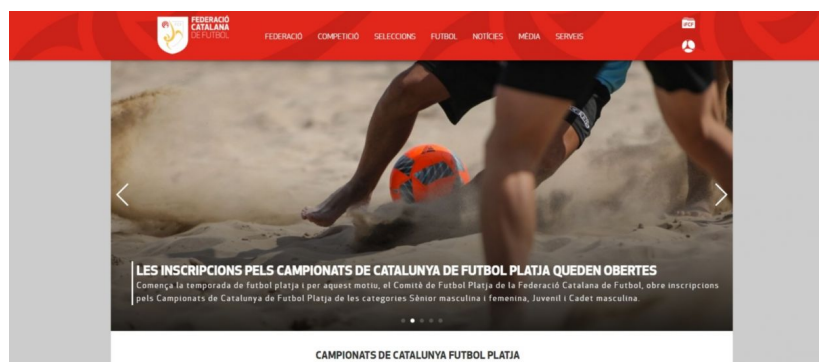 FEDERACIÓ
CATALANA
DE FUTBOL
FEDERACIÓ COMPETICIÓ SELECCIONS FUTBOL NOTÍCIES MÈDIA SERVEIS
LES INSCRIPCIONS PELS CAMPIONATS DE CATALUNYA DE FUTBOL PLATJA QUEDEN OBERTES
Comença la temporada de futbol platja i per aquest motiu, el Comitè de Futbol Platja de la Federació Catalana de Futbol, obre inscripcions
pels Campionats de Catalunya de Futbol Platja de les categories Sènior masculina i femenina, Juvenil i Cadet masculina.
CAMPIONATS DE CATALUNYA FUTBOL PLATJA